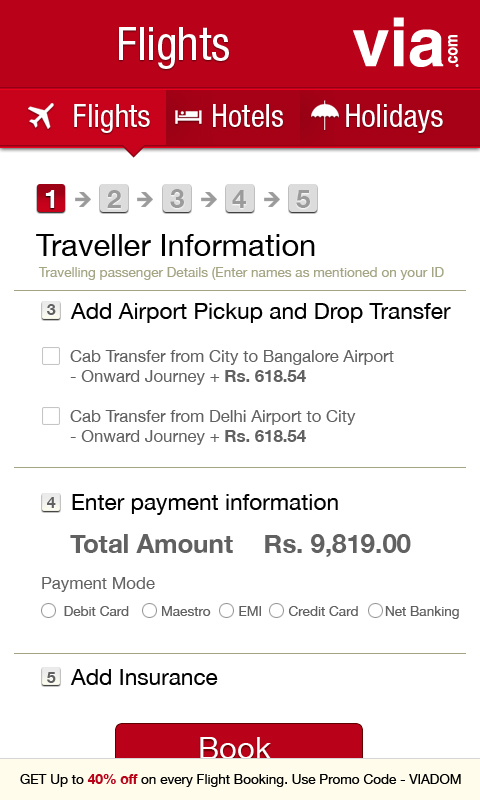 Flights
via.com
Flights Hotels Holidays
1 2 3 4 5
Traveller Information
Travelling passenger Details (Enter names as mentioned on your ID
3 Add Airport Pickup and Drop Transfer
Cab Transfer from City to Bangalore Airport
- Onward Journey + Rs. 618.54
Cab Transfer from Delhi Airport to City
- Onward Journey + Rs. 618.54
4 Enter payment information
Total Amount Rs. 9,819.00
Payment Mode
Debit Card Maestro EMI Credit Card Net Banking
5 Add Insurance
Book
GET Up to 40% off on every Flight Booking. Use Promo Code - VIADOM